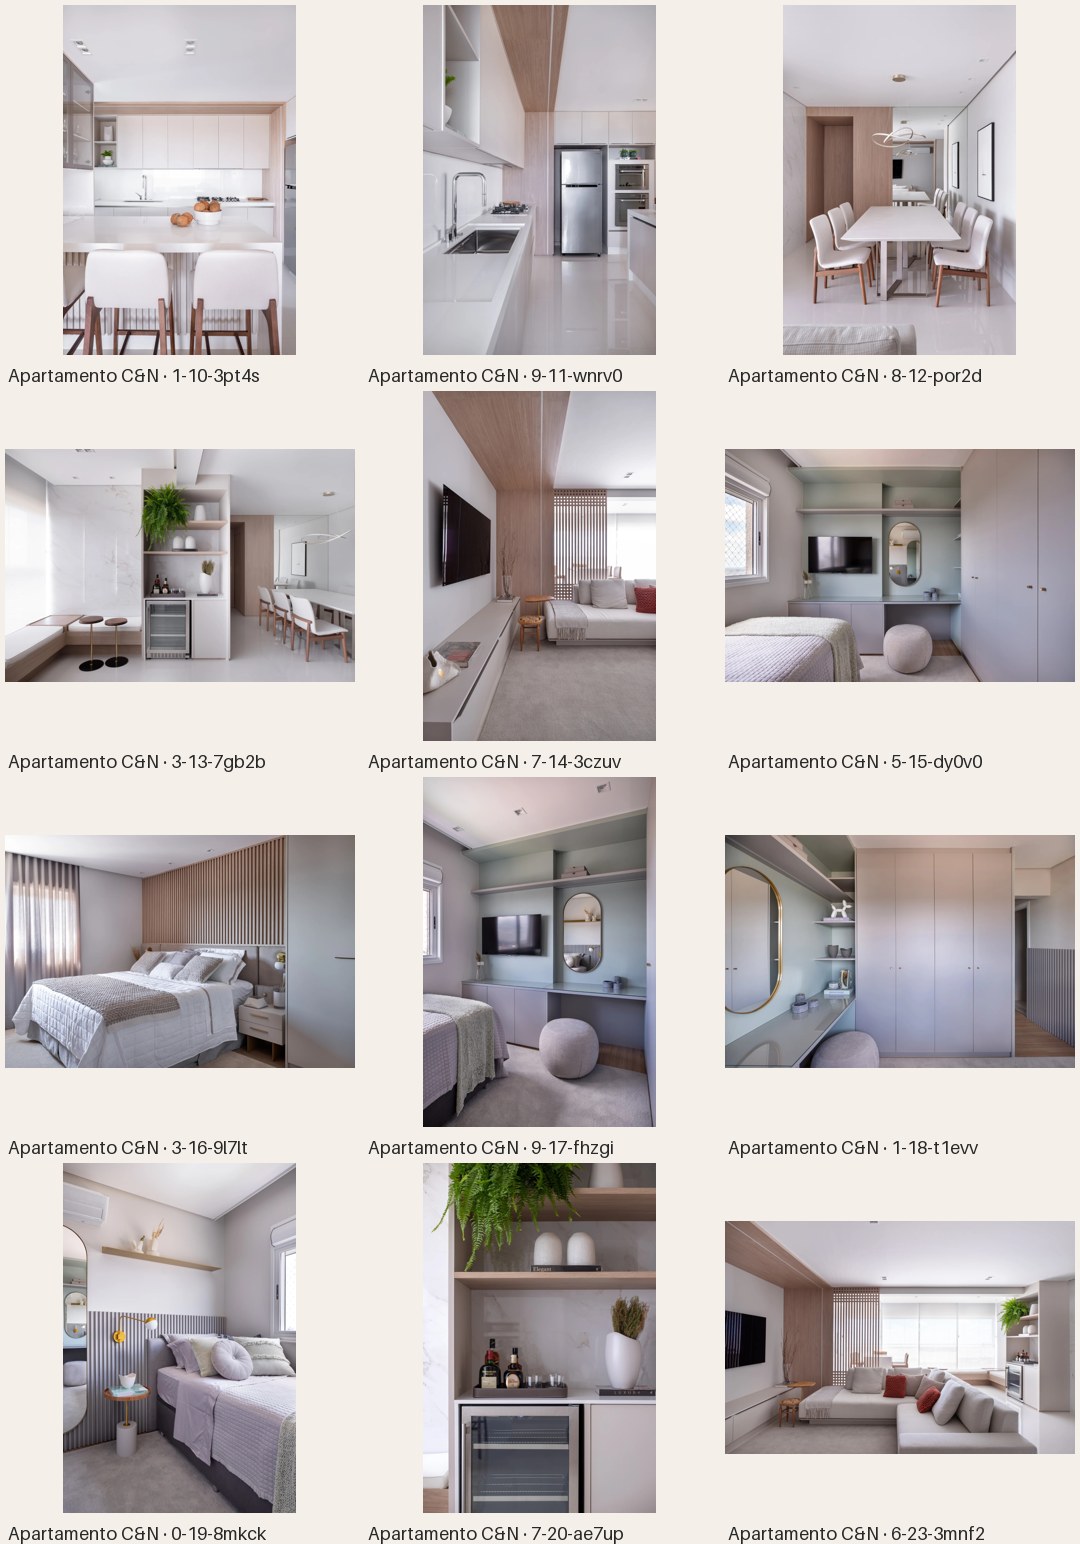 Apartamento C&N · 1-10-3pt4s
Apartamento C&N · 9-11-wnrv0
Apartamento C&N · 8-12-por2d
Apartamento C&N · 3-13-7gb2b
Apartamento C&N · 7-14-3czuv
Apartamento C&N · 5-15-dy0v0
Apartamento C&N · 3-16-9l7lt
Apartamento C&N · 9-17-fhzgi
Apartamento C&N · 1-18-t1evv
Elegant
Apartamento C&N · 0-19-8mkck
Apartamento C&N · 7-20-ae7up
Apartamento C&N · 6-23-3mnf2